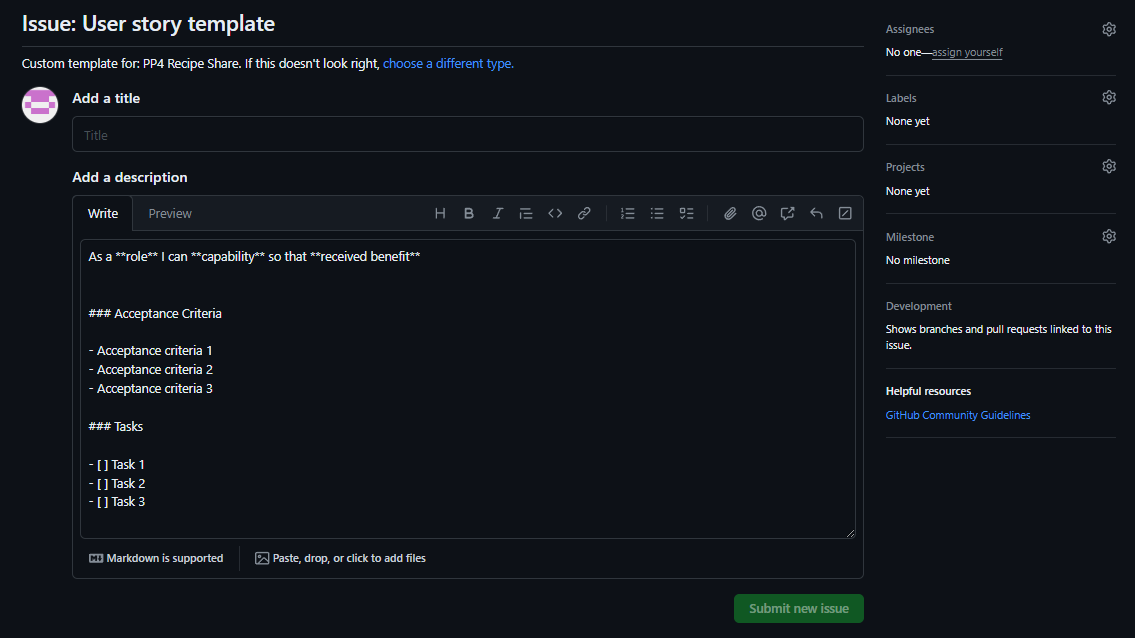 Issue: User story template
Custom template for: PP4 Recipe Share. If this doesn't look right, choose a different type.
Add a title
Title
Add a description
Write
Preview
As a **role** I can **capability** so that **received benefit**
### Acceptance Criteria
- Acceptance criteria 1
- Acceptance criteria 2
- Acceptance criteria 3
### Tasks
- [ ] Task 1
- [ ] Task 2
- [ ] Task 3
Markdown is supported
Paste, drop, or click to add files
Submit new issue
Assignees
No one—assign yourself
Labels
None yet
Projects
None yet
Milestone
No milestone
Development
Shows branches and pull requests linked to this
issue.
Helpful resources
GitHub Community Guidelines